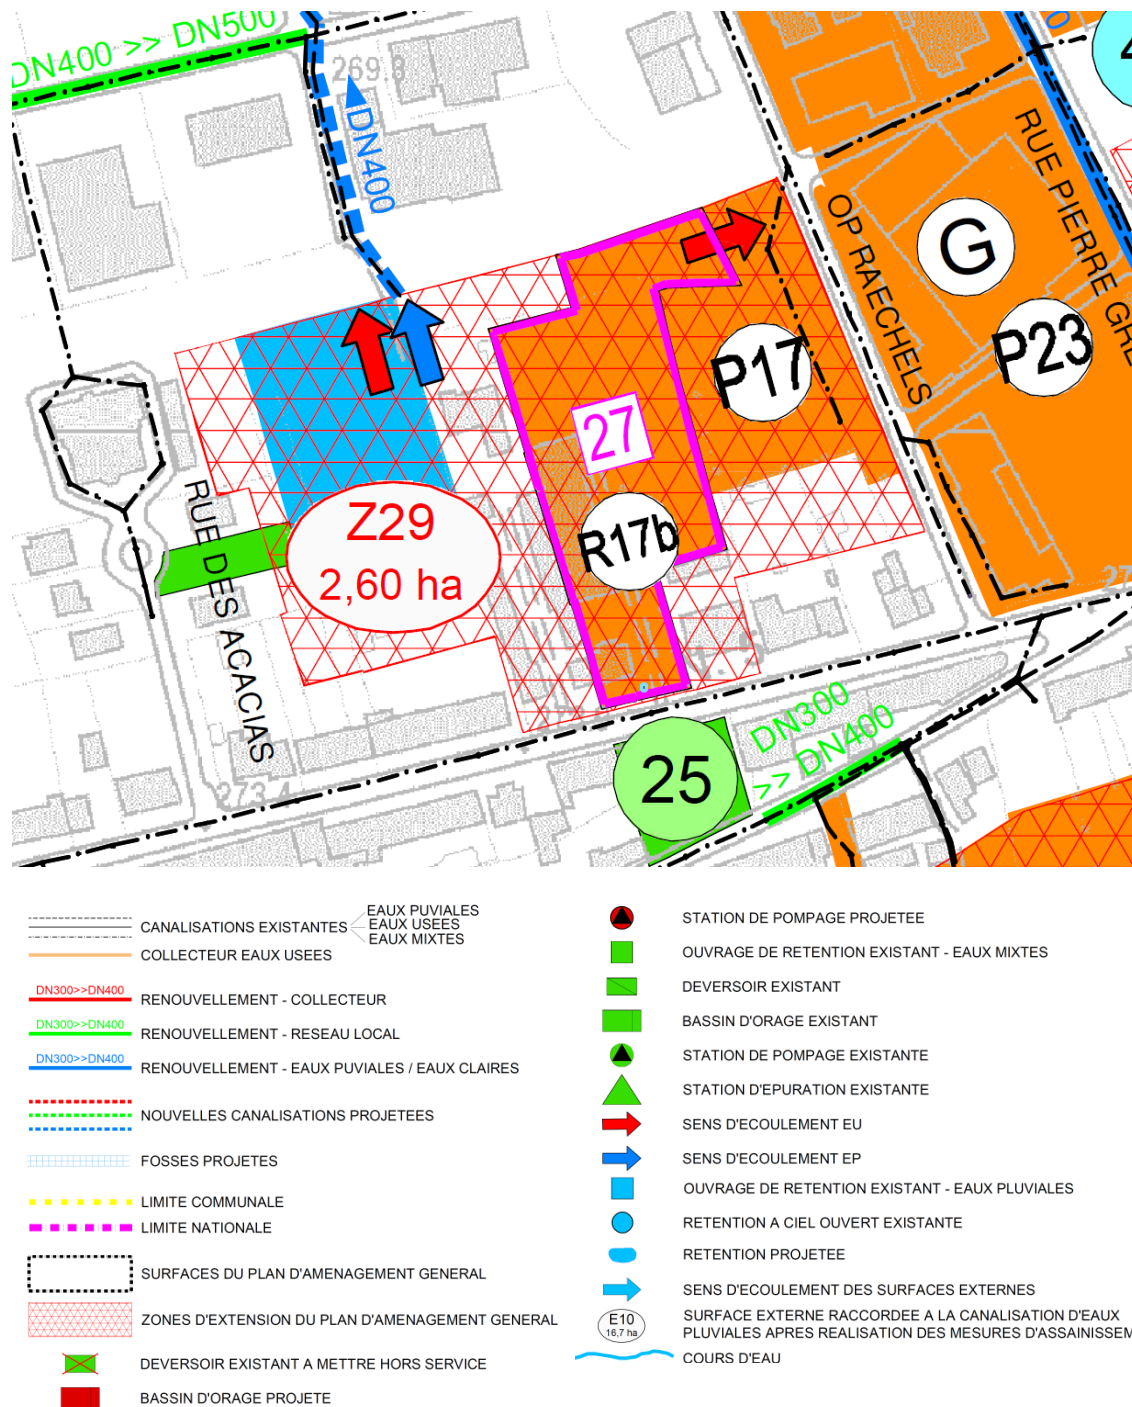 DN400 >> DN500
269.8
DN400
RUE PIERRE GRE
OP RAECHELS
G
P23
P17
27
R17b
Z29
2,60 ha
RUE DES ACACIAS
273.4
25
DN300
>> DN400
CANALISATIONS EXISTANTES
EAUX PUVIALES
EAUX USEES
EAUX MIXTES
COLLECTEUR EAUX USEES
DN300>>DN400
RENOUVELLEMENT - COLLECTEUR
DN300>>DN400
RENOUVELLEMENT - RESEAU LOCAL
DN300>>DN400
RENOUVELLEMENT - EAUX PUVIALES / EAUX CLAIRES
NOUVELLES CANALISATIONS PROJETEES
FOSSES PROJETES
LIMITE COMMUNALE
LIMITE NATIONALE
SURFACES DU PLAN D'AMENAGEMENT GENERAL
ZONES D'EXTENSION DU PLAN D'AMENAGEMENT GENERAL
DEVERSOIR EXISTANT A METTRE HORS SERVICE
BASSIN D'ORAGE PROJETE
STATION DE POMPAGE PROJETEE
OUVRAGE DE RETENTION EXISTANT - EAUX MIXTES
DEVERSOIR EXISTANT
BASSIN D'ORAGE EXISTANT
STATION DE POMPAGE EXISTANTE
STATION D'EPURATION EXISTANTE
SENS D'ECOULEMENT EU
SENS D'ECOULEMENT EP
OUVRAGE DE RETENTION EXISTANT - EAUX PLUVIALES
RETENTION A CIEL OUVERT EXISTANTE
RETENTION PROJETEE
SENS D'ECOULEMENT DES SURFACES EXTERNES
E10
16,7 ha
SURFACE EXTERNE RACCORDEE A LA CANALISATION D'EAUX
PLUVIALES APRES REALISATION DES MESURES D'ASSAINISSEM
COURS D'EAU